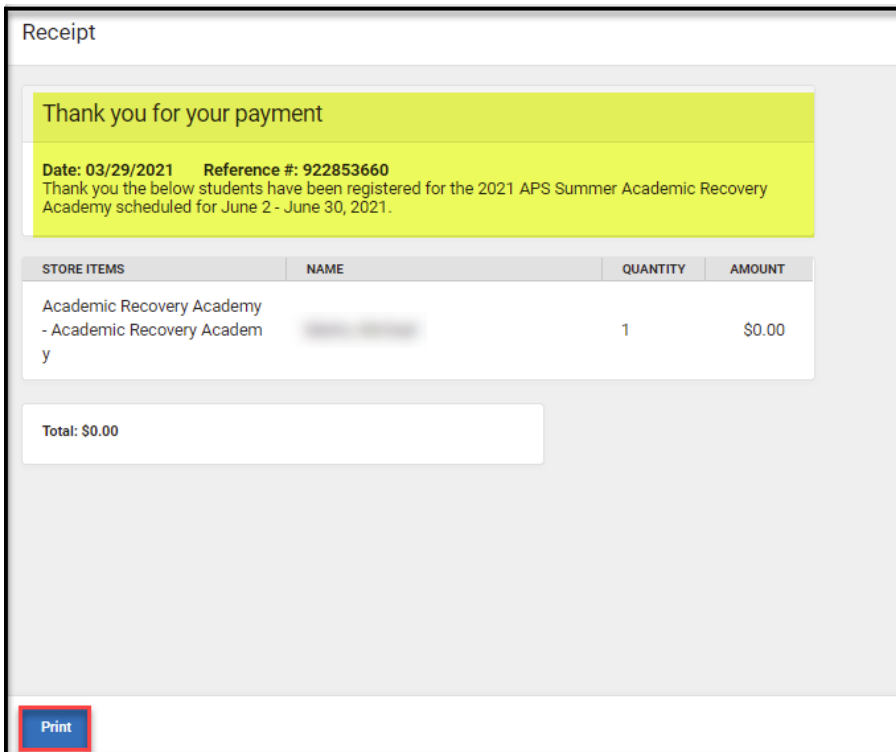 Receipt
Thank you for your payment
Date: 03/29/2021 Reference #: 922853660
Thank you the below students have been registered for the 2021 APS Summer Academic Recovery
Academy scheduled for June 2 - June 30, 2021.
STORE ITEMS NAME QUANTITY AMOUNT
Academic Recovery Academy
- Academic Recovery Academ
y
1 $0.00
Total: $0.00
Print